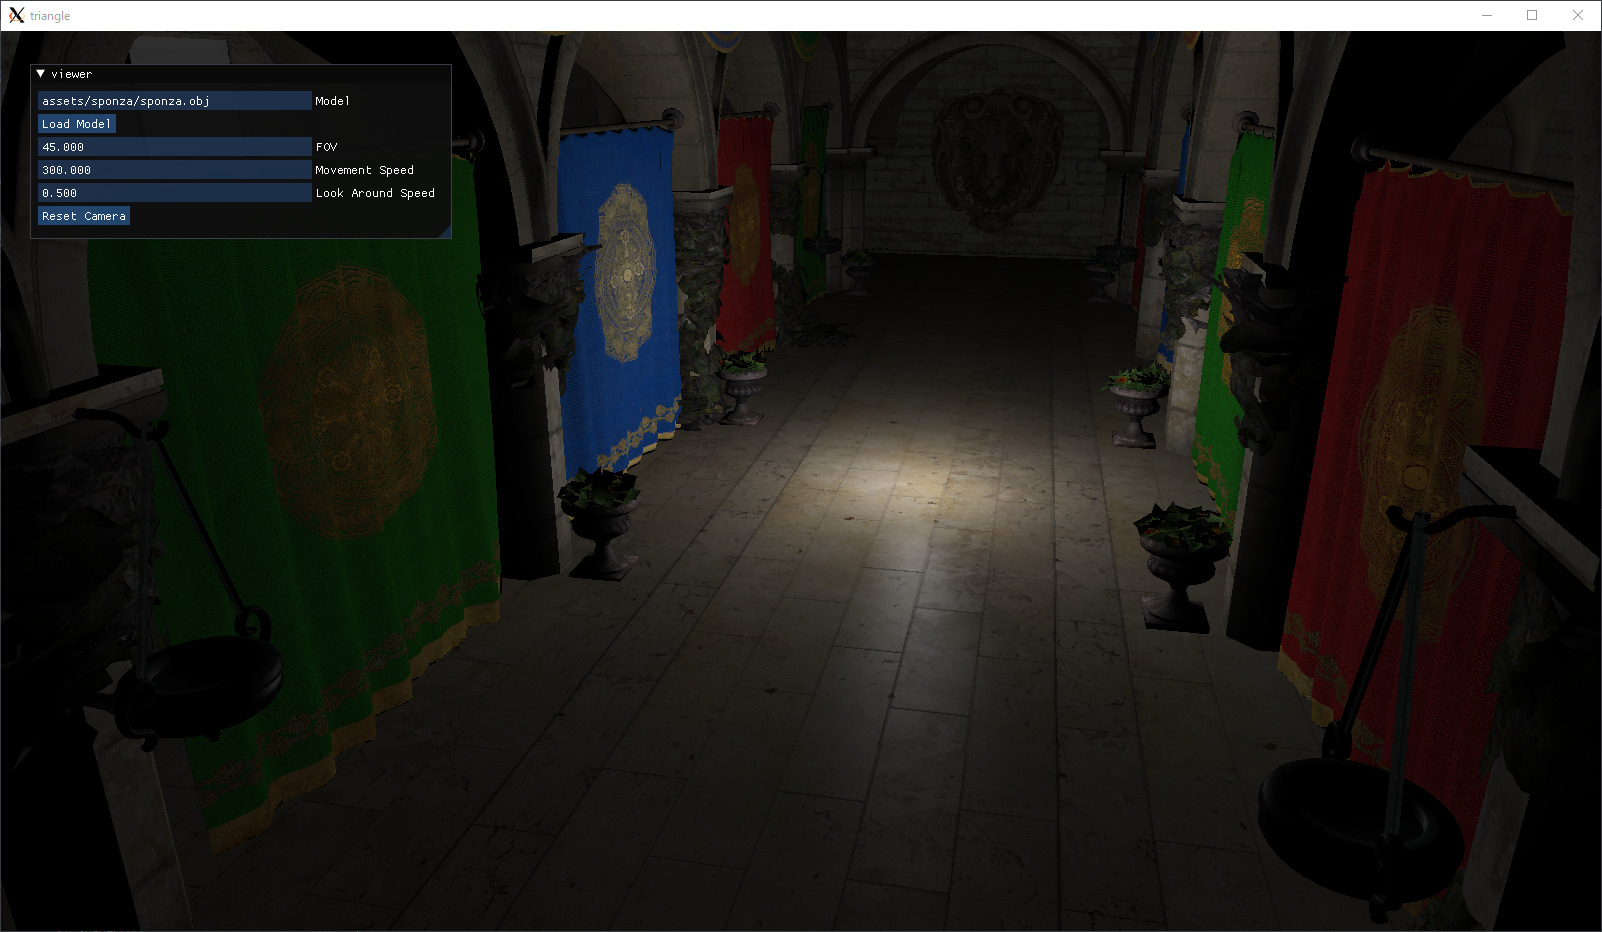 triangle
viewer
assets/sponza/sponza.obj Model
Load Model
45.000 FOV
300.000 Movement Speed
0.500 Look Around Speed
Reset Camera